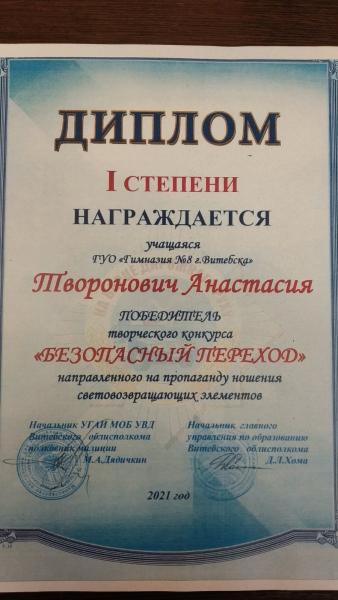 ДИПЛОМ
I СТЕПЕНИ
НАГРАЖДАЕТСЯ
учащаяся
ГУО «Гимназия №8 г.Витебска»
Творонович Анастасия
ПОБЕДИТЕЛЬ
творческого конкурса
«БЕЗОПАСНЫЙ ПЕРЕХОД»
направленного на пропаганду ношения
световозвращающих элементов
Начальник УГАИ МОБ УВД
Витебского облисполкома
полковник милиции
М.А.Дядичкин
Начальник главного
управления по образованию
Витебского облисполкома
Д.Л.Хома
2021 год